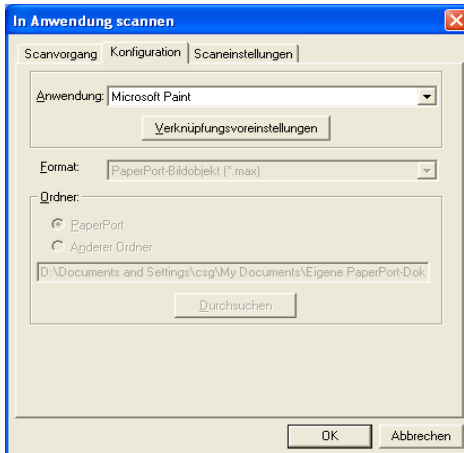 In Anwendung scannen
Scanvorgang Konfiguration Scaneinstellungen
Anwendung: Microsoft Paint
Verknüpfungsvoreinstellungen
Format: PaperPort-Bildobjekt (*.max)
Ordner:
PaperPort
Anderer Ordner
D:\Documents and Settings\csg\My Documents\Eigene PaperPort-Dok
Durchsuchen
OK Abbrechen